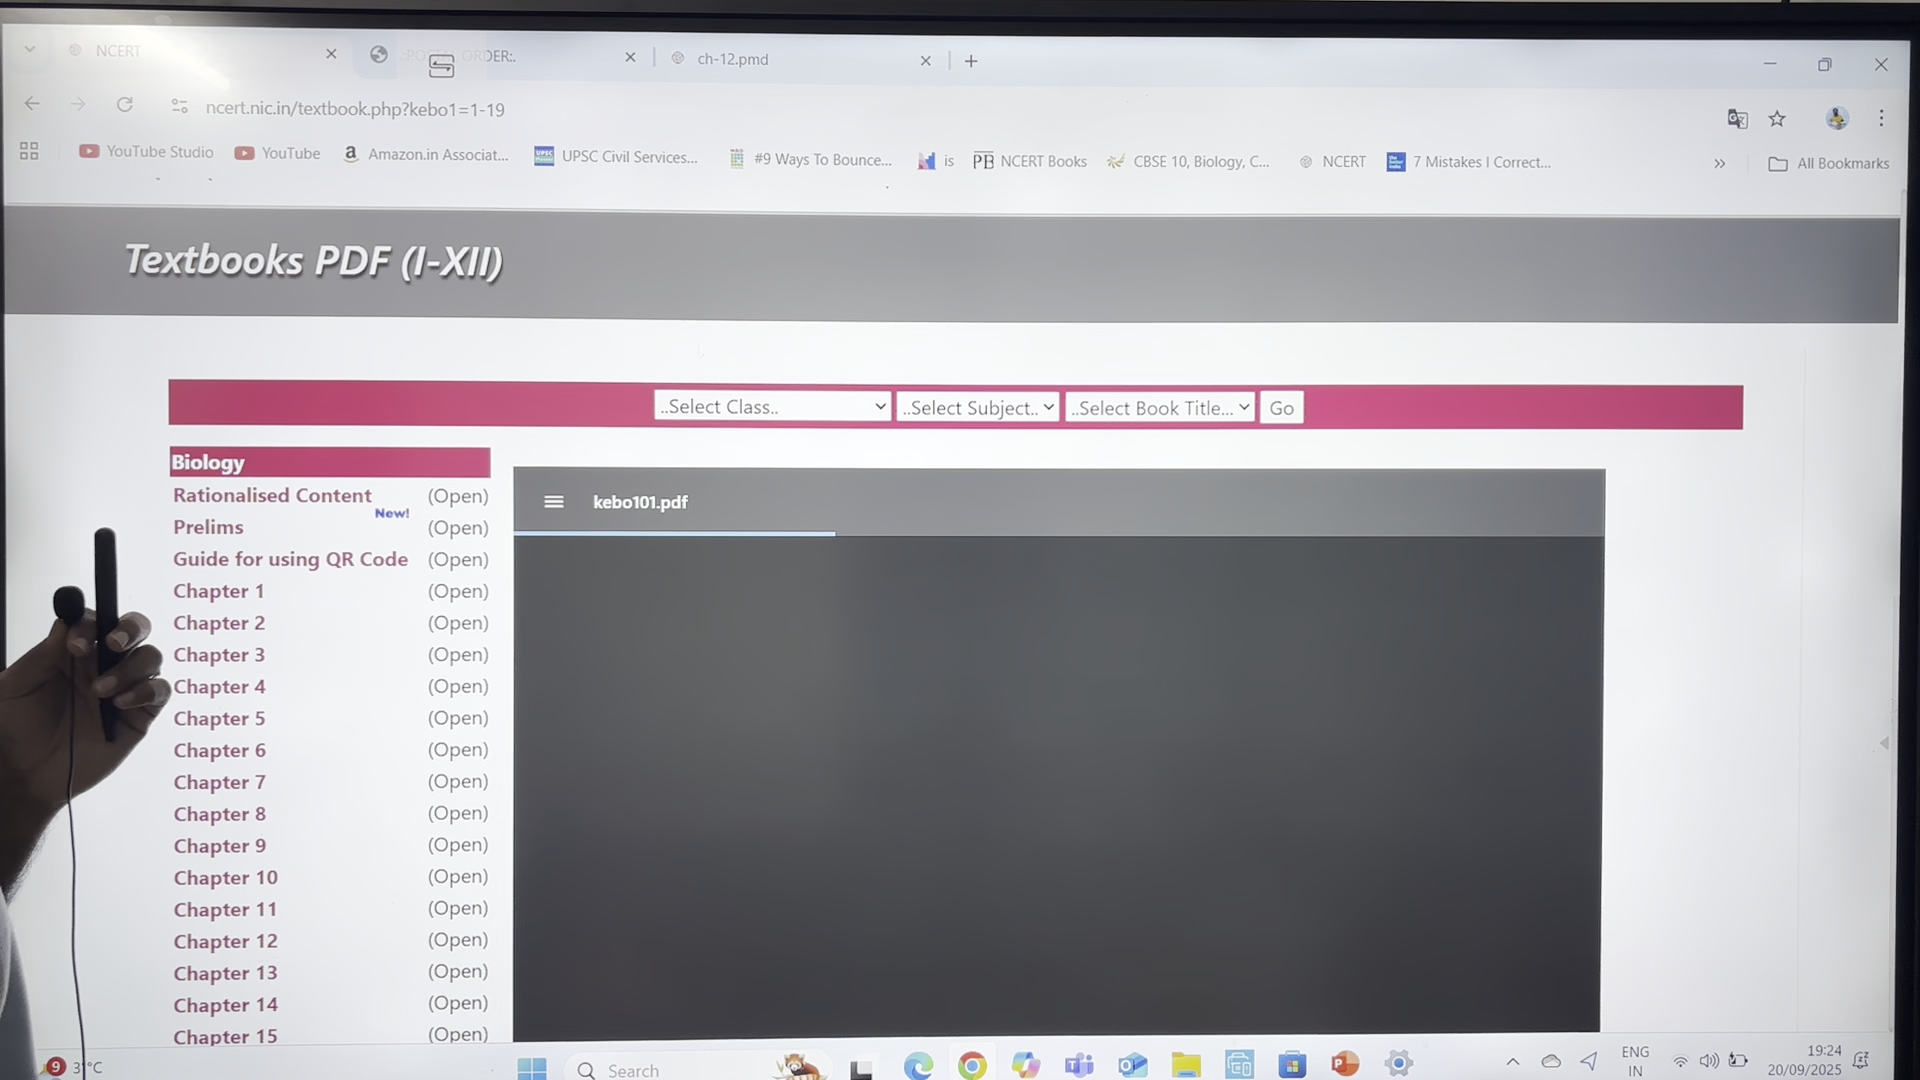 NCERT
ORDER:.
ch-12.pmd
ncert.nic.in/textbook.php?kebo1=1-19
YouTube Studio
YouTube
Amazon.in Associat...
UPSC Civil Services...
#9 Ways To Bounce...
is
PB NCERT Books
CBSE 10, Biology, C...
NCERT
7 Mistakes I Correct...
All Bookmarks
Textbooks PDF (I-XII)
..Select Class..
..Select Subject..
..Select Book Title...
Go
Biology
Rationalised Content (Open)
New!
Prelims (Open)
Guide for using QR Code (Open)
Chapter 1 (Open)
Chapter 2 (Open)
Chapter 3 (Open)
Chapter 4 (Open)
Chapter 5 (Open)
Chapter 6 (Open)
Chapter 7 (Open)
Chapter 8 (Open)
Chapter 9 (Open)
Chapter 10 (Open)
Chapter 11 (Open)
Chapter 12 (Open)
Chapter 13 (Open)
Chapter 14 (Open)
Chapter 15 (Open)
kebo101.pdf
9
Search
ENG
IN
19:24
20/09/2025